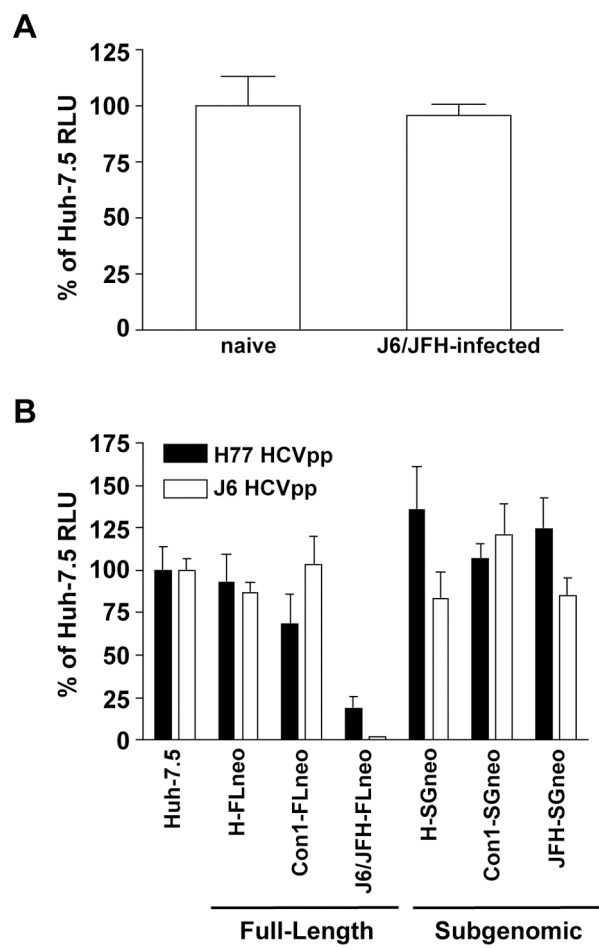 A
% of Huh-7.5 RLU
125
100
75
50
25
0
naive
J6/JFH-infected
B
% of Huh-7.5 RLU
175
150
125
100
75
50
25
0
H77 HCVpp
J6 HCVpp
Huh-7.5
H-FLneo
Con1-FLneo
J6/JFH-FLneo
H-SGneo
Con1-SGneo
JFH-SGneo
Full-Length
Subgenomic